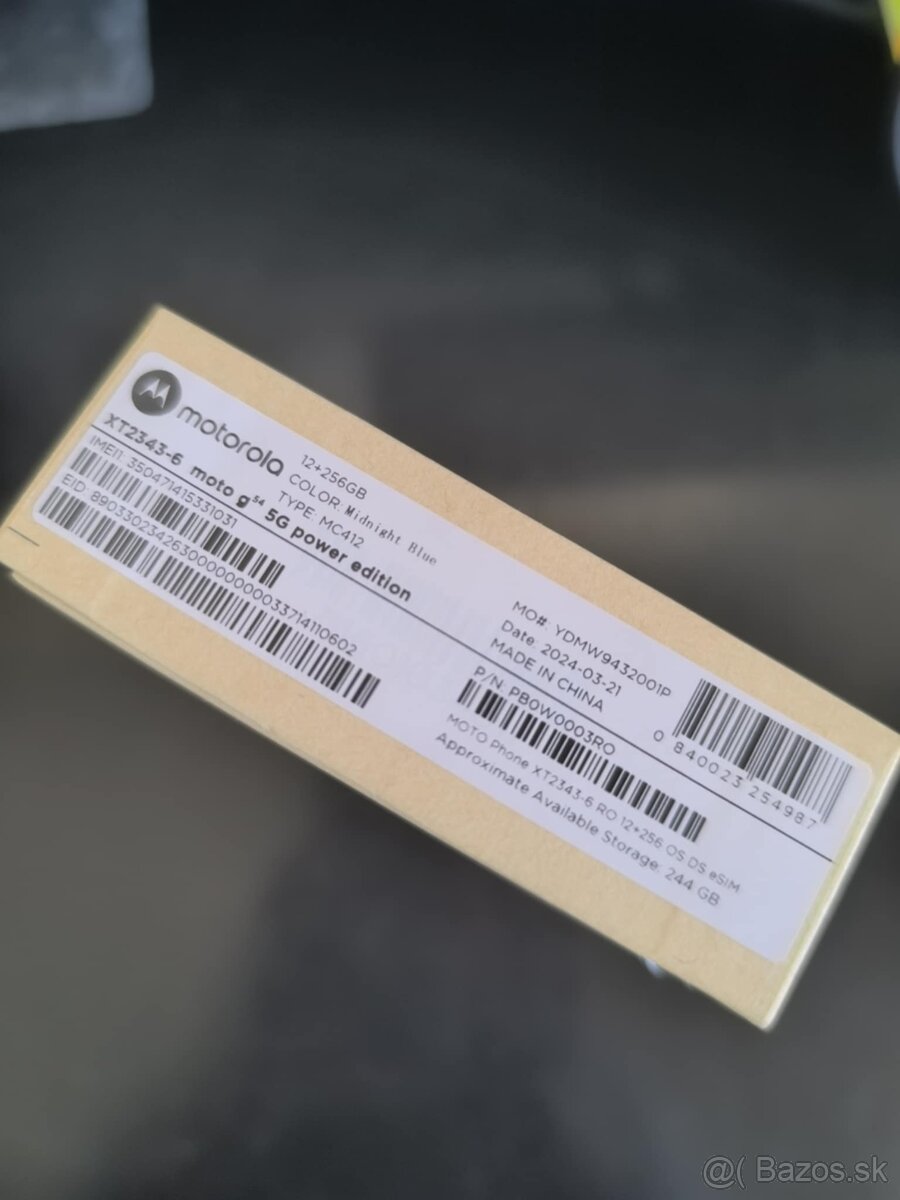 motorola
12+256GB
COLOR: Midnight Blue
TYPE: MC412
XT2343-6 moto g⁵⁴ 5G power edition
IMEI1: 350471415331031
EID: 89033023426300000000033714110602
MO#: YDMW9432001P
Date: 2024-03-21
MADE IN CHINA
0 840023 254987
P/N: PB0W0003RO
MOTO Phone XT2343-6 RO 12+256 OS DS eSIM
Approximate Available Storage: 244 GB
@( Bazos.sk